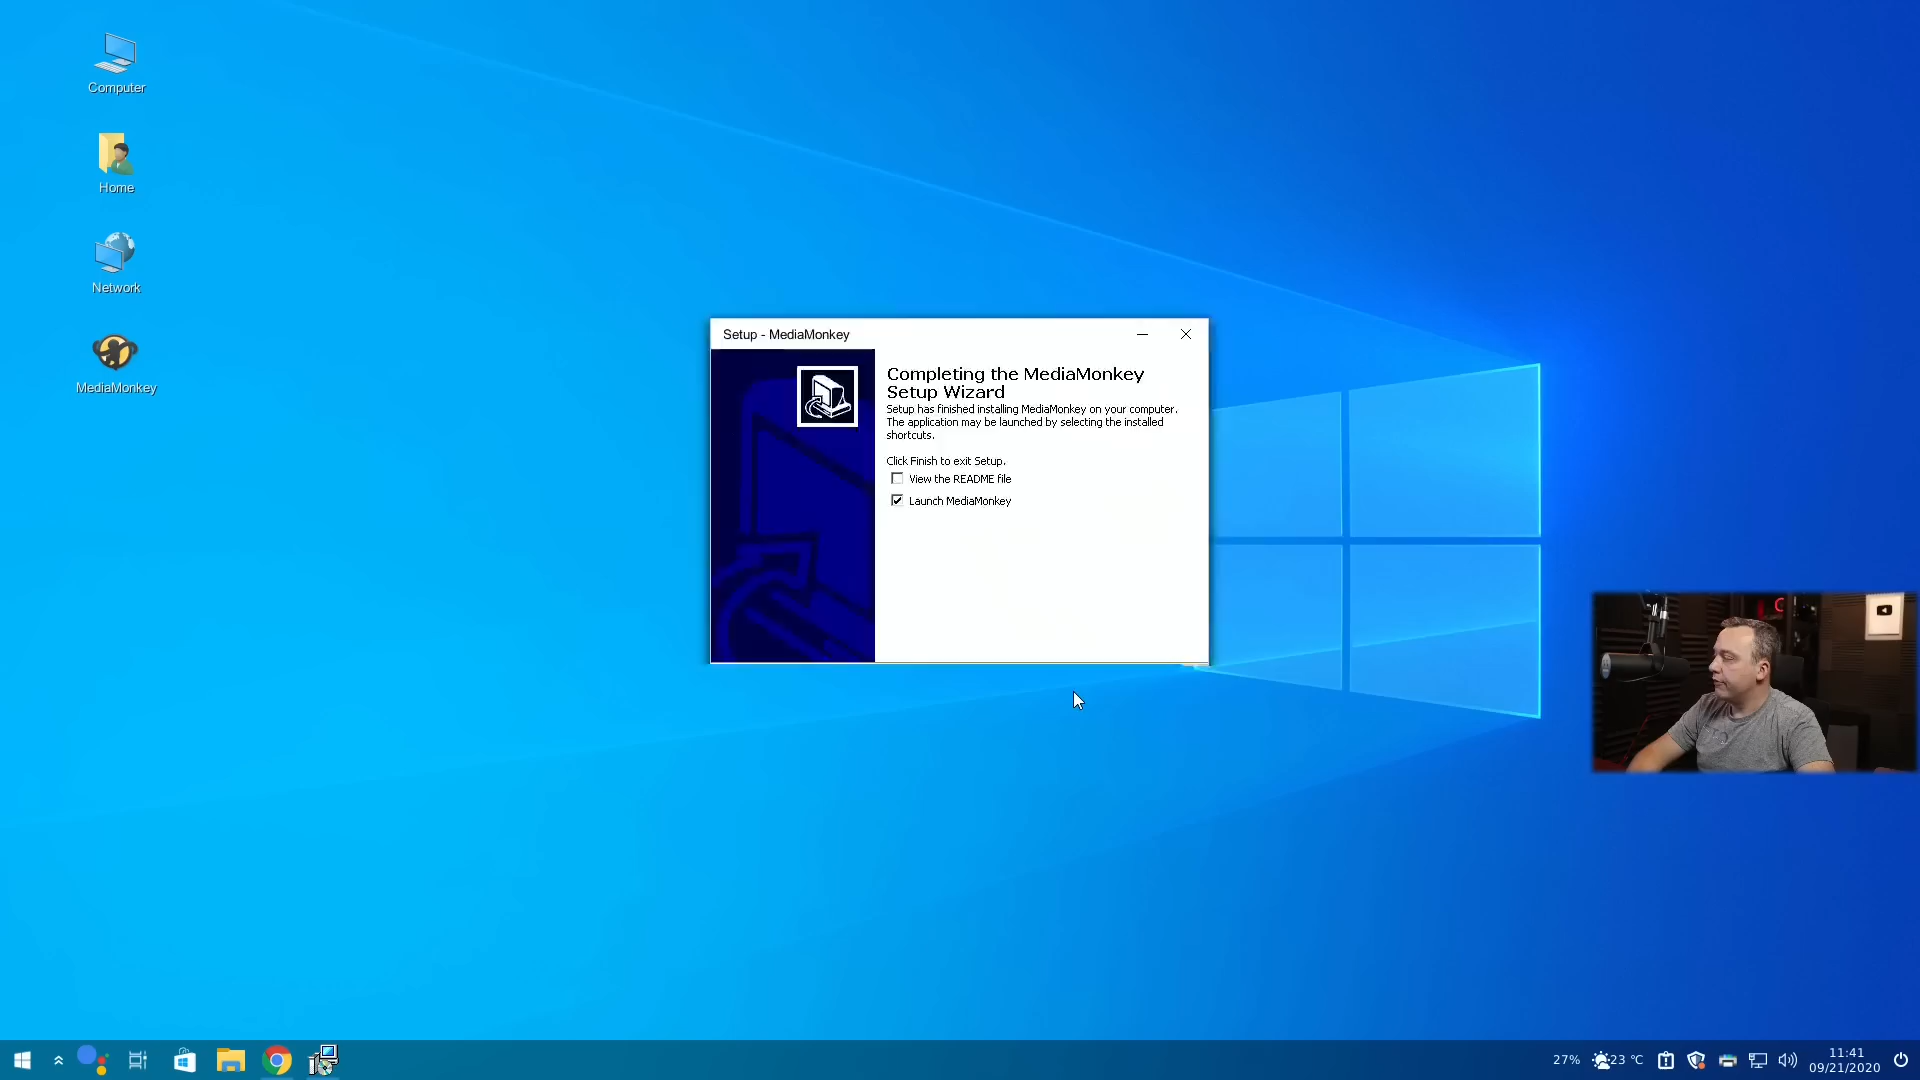 Computer
Home
Network
MediaMonkey
Setup - MediaMonkey
Completing the MediaMonkey
Setup Wizard
Setup has finished installing MediaMonkey on your computer.
The application may be launched by selecting the installed
shortcuts.
Click Finish to exit Setup.
View the README file
Launch MediaMonkey
27%
23 °C
11:41
09/21/2020